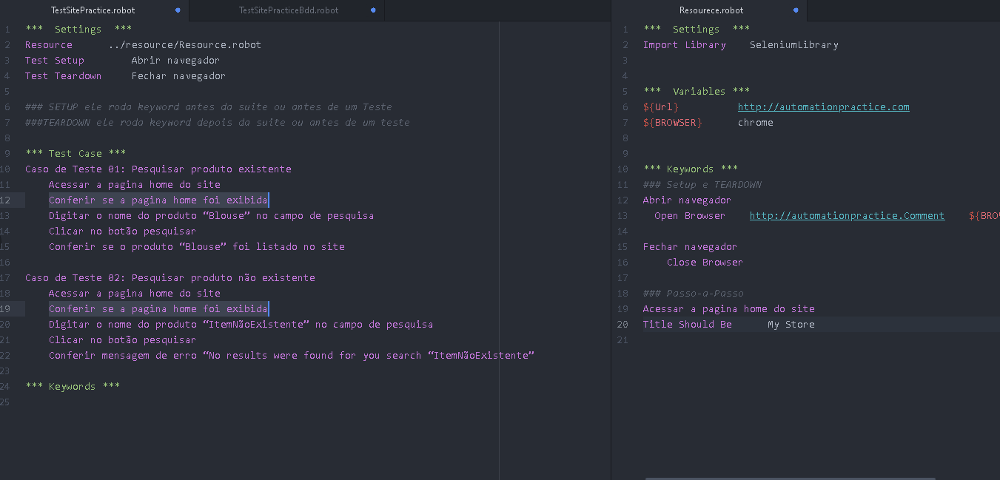 TestSitePractice.robot
TestSitePracticeBdd.robot
1 *** Settings ***
2 Resource ../resource/Resource.robot
3 Test Setup Abrir navegador
4 Test Teardown Fechar navegador
5
6 ### SETUP ele roda keyword antes da suite ou antes de um Teste
7 ###TEARDOWN ele roda keyword depois da suite ou antes de um teste
8
9 *** Test Case ***
10 Caso de Teste 01: Pesquisar produto existente
11 Acessar a pagina home do site
12 Conferir se a pagina home foi exibida
13 Digitar o nome do produto “Blouse” no campo de pesquisa
14 Clicar no botão pesquisar
15 Conferir se o produto “Blouse” foi listado no site
16
17 Caso de Teste 02: Pesquisar produto não existente
18 Acessar a pagina home do site
19 Conferir se a pagina home foi exibida
20 Digitar o nome do produto “ItemNãoExistente” no campo de pesquisa
21 Clicar no botão pesquisar
22 Conferir mensagem de erro “No results were found for you search “ItemNãoExistente”
23
24 *** Keywords ***
25
Resourece.robot
1 *** Settings ***
2 Import Library SeleniumLibrary
3
4
5 *** Variables ***
6 ${Url} http://automationpractice.com
7 ${BROWSER} chrome
8
9
10 *** Keywords ***
11 ### Setup e TEARDOWN
12 Abrir navegador
13 Open Browser http://automationpractice.Comment ${BRO
14
15 Fechar navegador
16 Close Browser
17
18 ### Passo-a-Passo
19 Acessar a pagina home do site
20 Title Should Be My Store
21